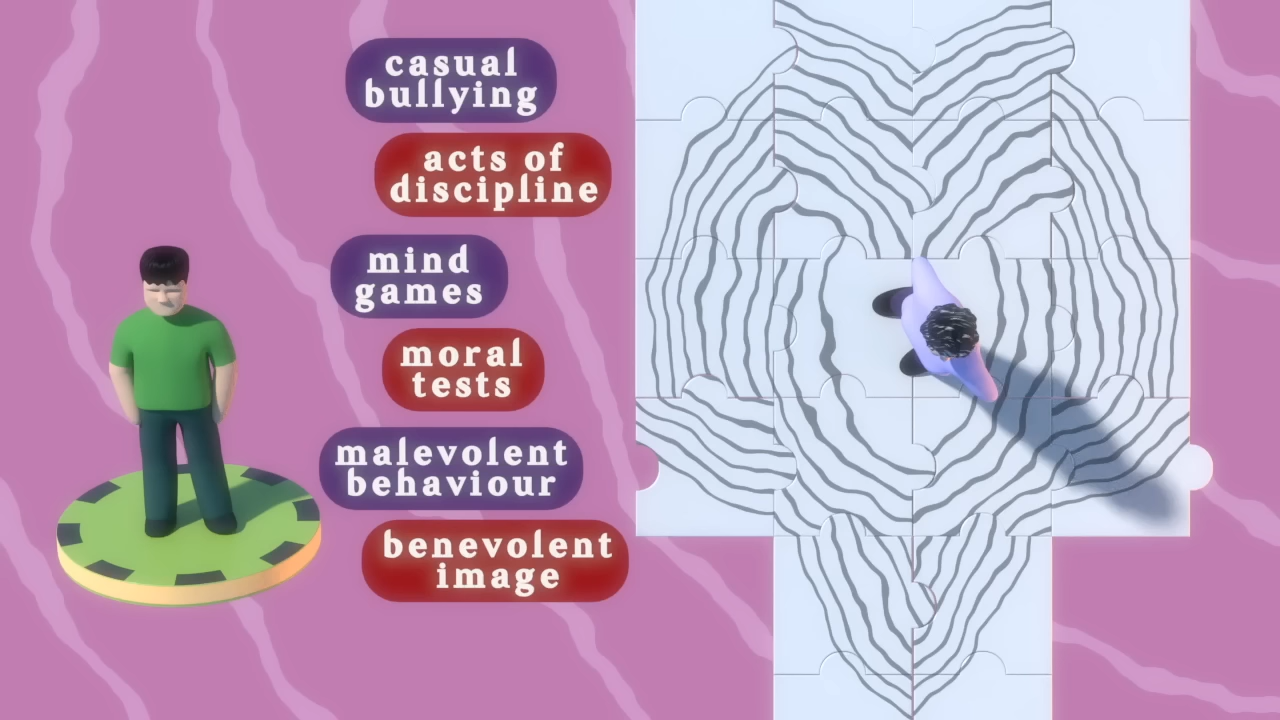 casual
bullying
acts of
discipline
mind
games
moral
tests
malevolent
behaviour
benevolent
image